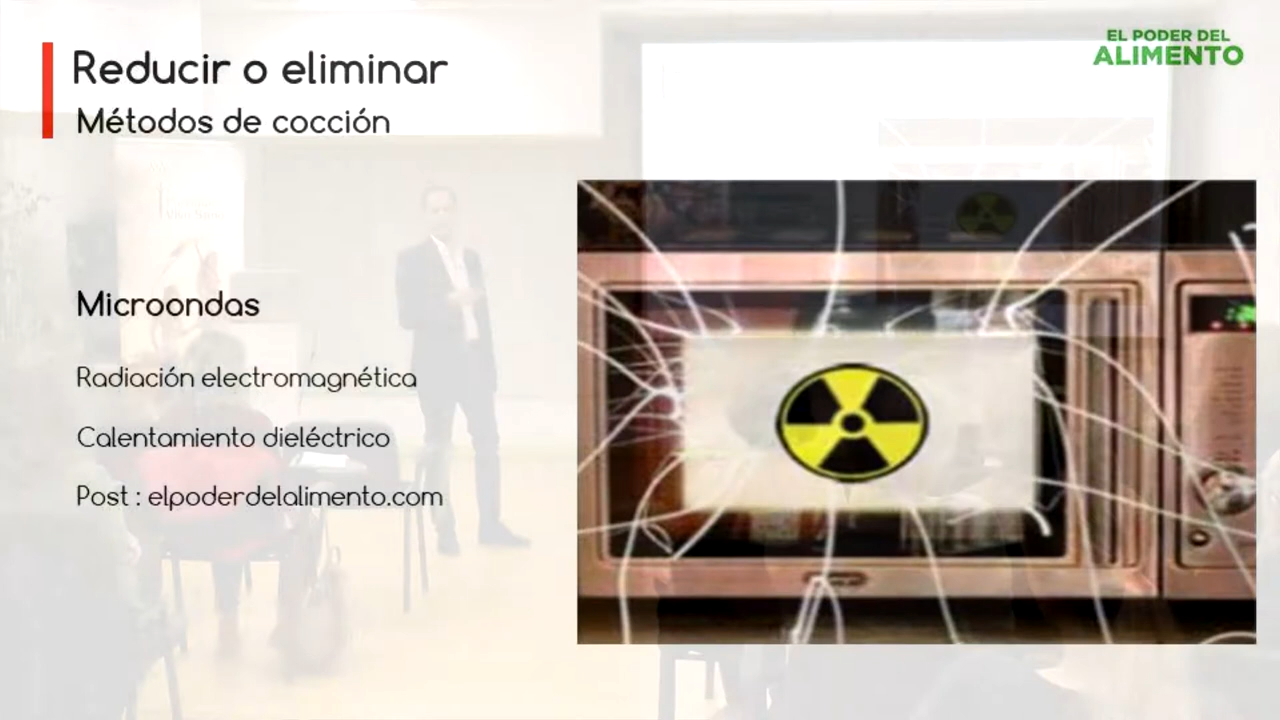 Reducir o eliminar
Métodos de cocción
EL PODER DEL
ALIMENTO
Microondas
Radiación electromagnética
Calentamiento dieléctrico
Post : elpoderdelalimento.com